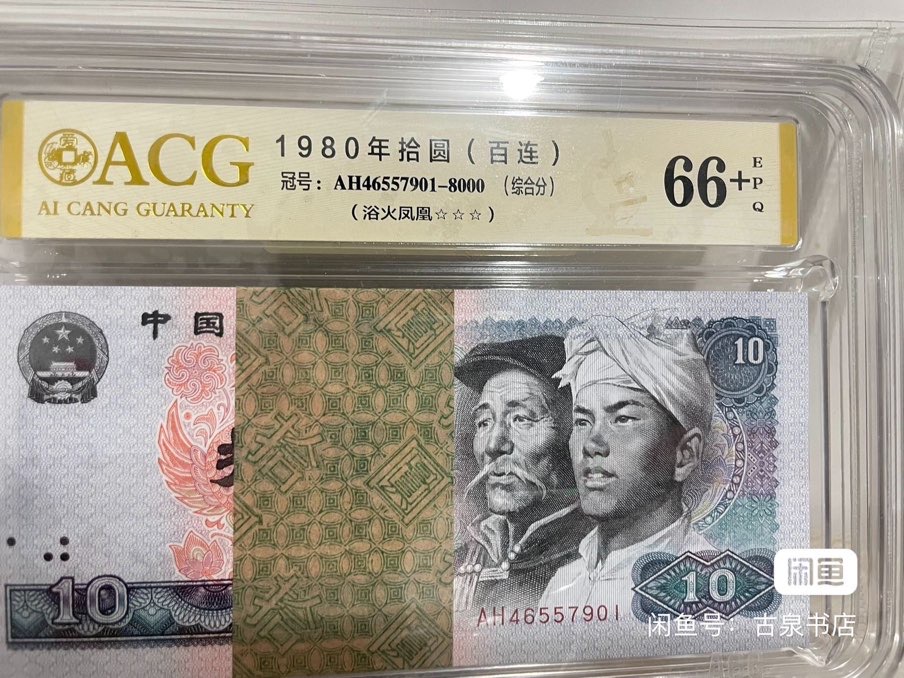 ACG
AI CANG GUARANTY
1980年拾圆(百连)
冠号: AH46557901-8000 (综合分)
(浴火凤凰☆☆☆)
66+
EPQ
中国
10
10
10
AH46557901
闲鱼
闲鱼号: 古泉书店